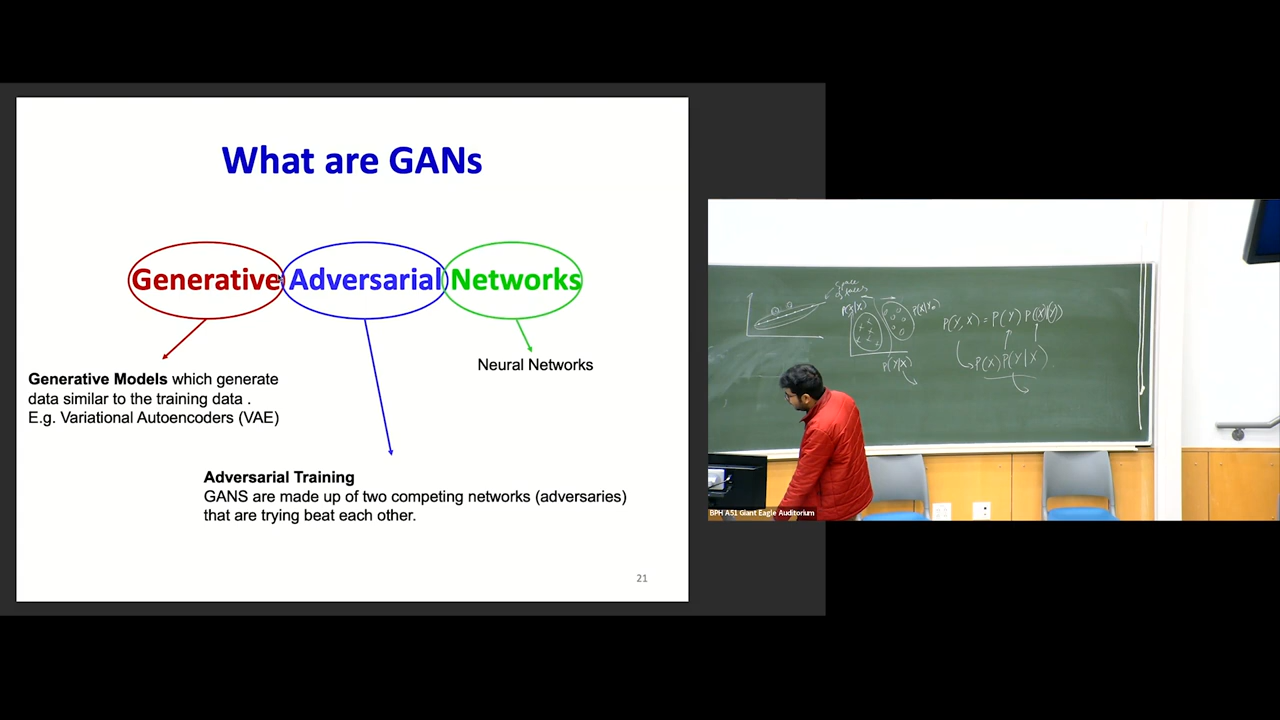 What are GANs
Generative Adversarial Networks
Neural Networks
Generative Models which generate
data similar to the training data .
E.g. Variational Autoencoders (VAE)
Adversarial Training
GANS are made up of two competing networks (adversaries)
that are trying beat each other.
21
Space
P(Y, X) = P(Y) P(X|Y)
P(Y|X)
P(X) P(Y|X)
BPH A51 Giant Eagle Auditorium